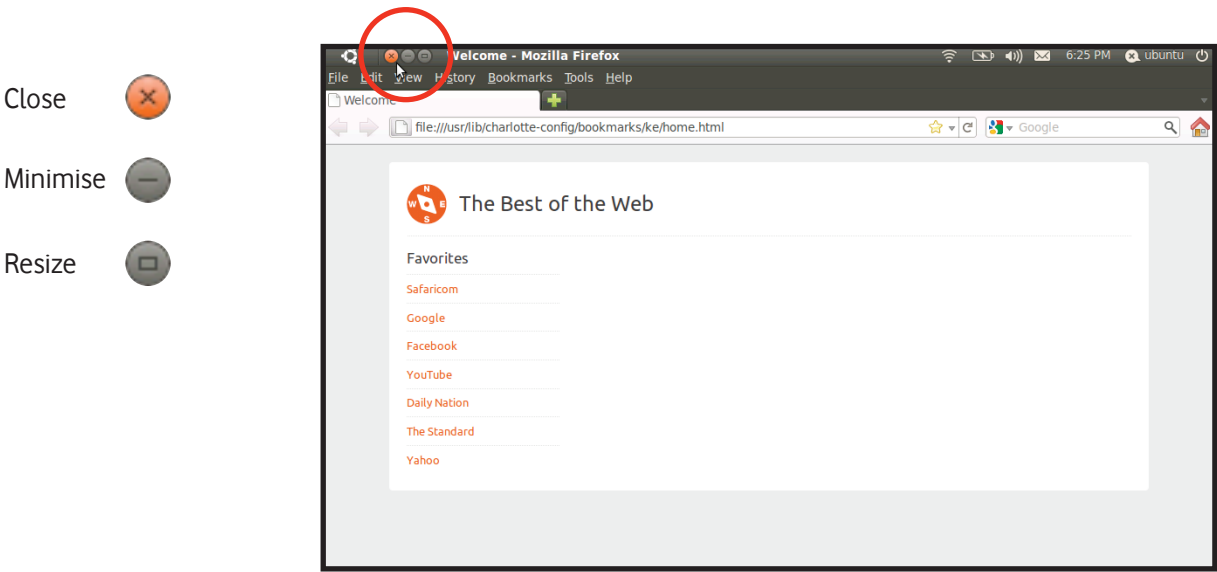 Close
Minimise
Resize
Welcome - Mozilla Firefox 6:25 PM ubuntu
File Edit View History Bookmarks Tools Help
Welcome
file:///usr/lib/charlotte-config/bookmarks/ke/home.html Google
N
W E
S
The Best of the Web
Favorites
Safaricom
Google
Facebook
YouTube
Daily Nation
The Standard
Yahoo